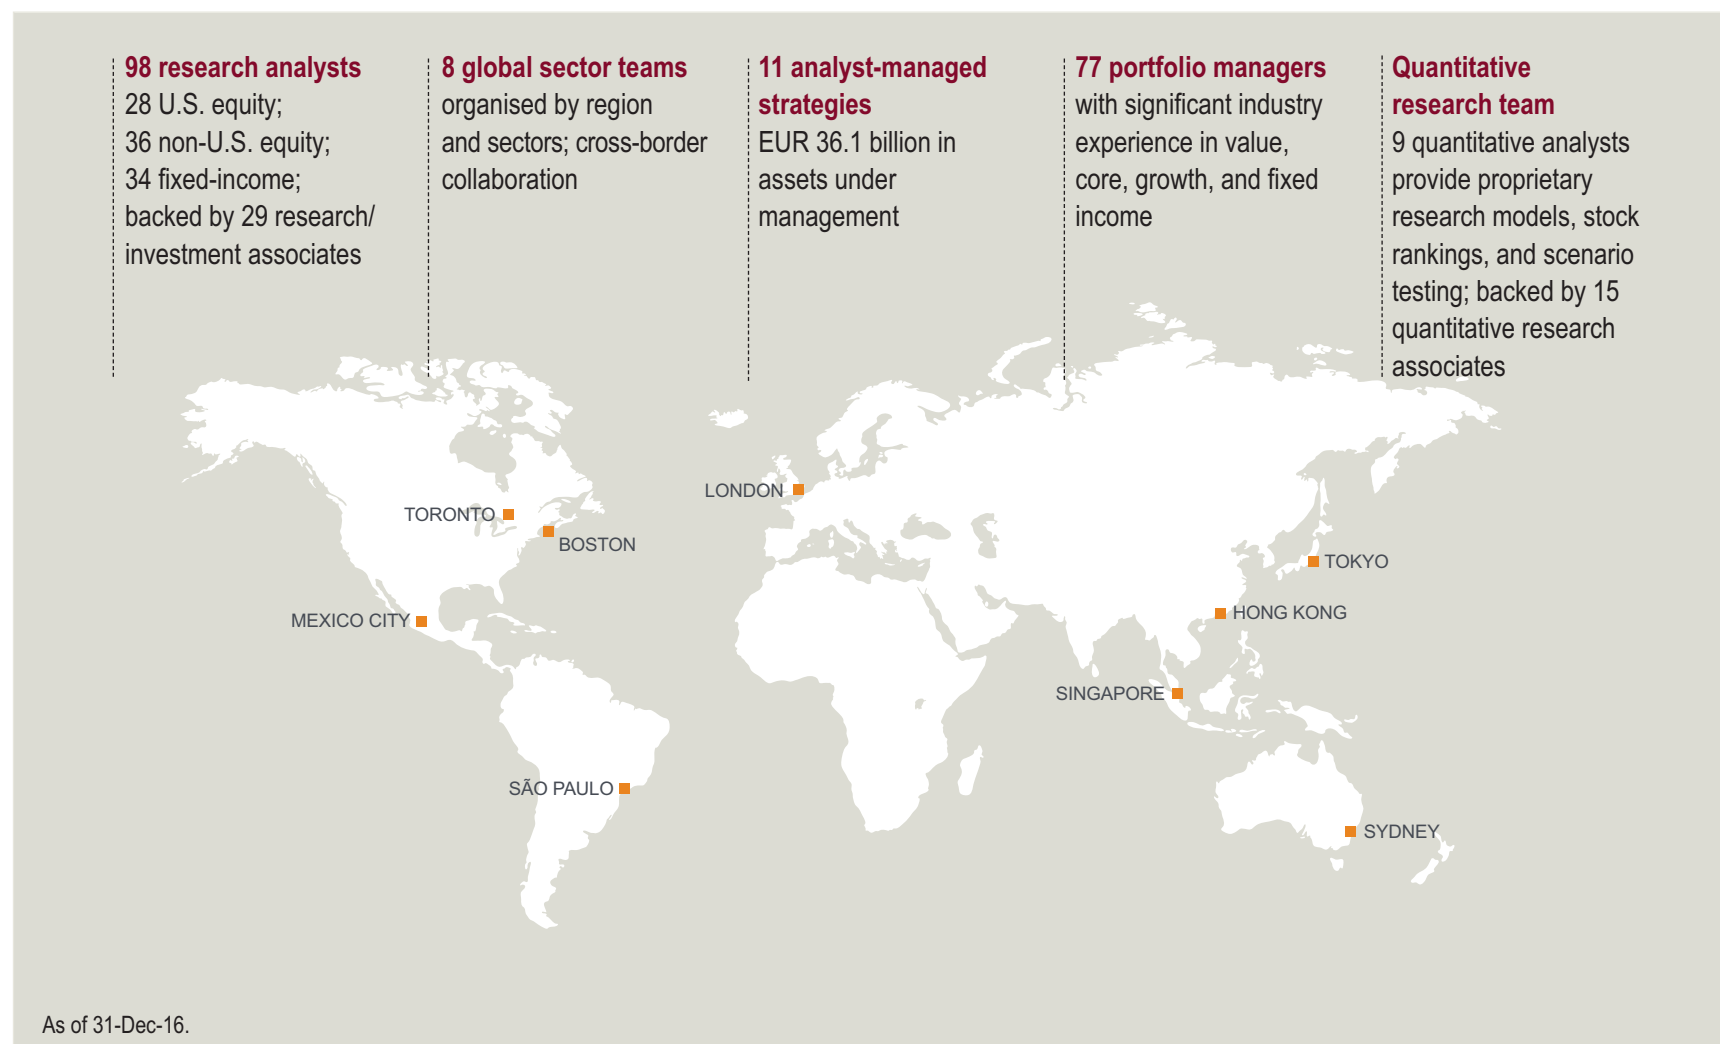 98 research analysts
28 U.S. equity;
36 non-U.S. equity;
34 fixed-income;
backed by 29 research/
investment associates
8 global sector teams
organised by region
and sectors; cross-border
collaboration
11 analyst-managed
strategies
EUR 36.1 billion in
assets under
management
77 portfolio managers
with significant industry
experience in value,
core, growth, and fixed
income
Quantitative
research team
9 quantitative analysts
provide proprietary
research models, stock
rankings, and scenario
testing; backed by 15
quantitative research
associates
LONDON
TORONTO
BOSTON
TOKYO
MEXICO CITY
HONG KONG
SINGAPORE
SÃO PAULO
SYDNEY
As of 31-Dec-16.